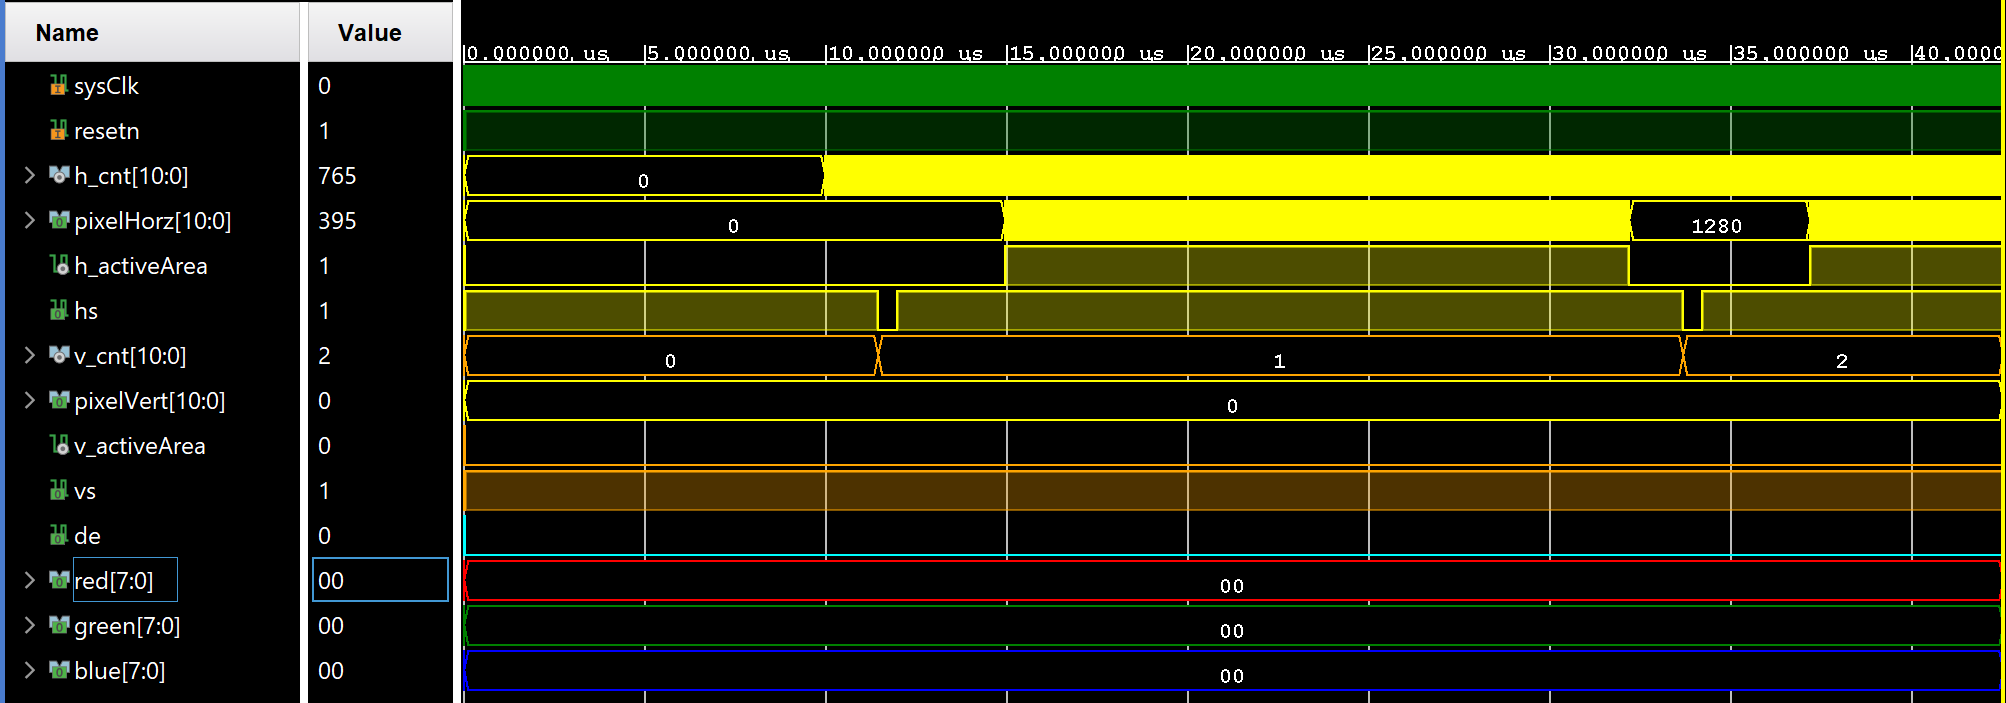 Name Value
0.000000 us 5.000000 us 10.000000 us 15.000000 us 20.000000 us 25.000000 us 30.000000 us 35.000000 us 40.0000
sysClk 0
resetn 1
h_cnt[10:0] 765 0
pixelHorz[10:0] 395 0 1280
h_activeArea 1
hs 1
v_cnt[10:0] 2 0 1 2
pixelVert[10:0] 0 0
v_activeArea 0
vs 1
de 0
red[7:0] 00 00
green[7:0] 00 00
blue[7:0] 00 00